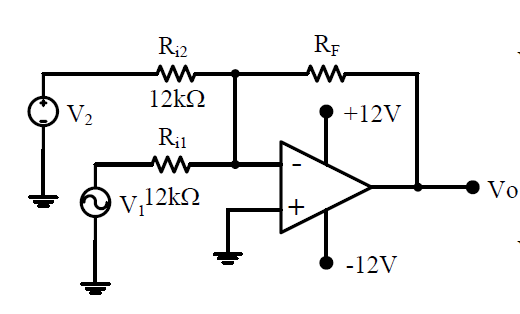 Ri2
RF
12kΩ
+12V
V2
Ri1
-
V1
12kΩ
+
Vo
-12V